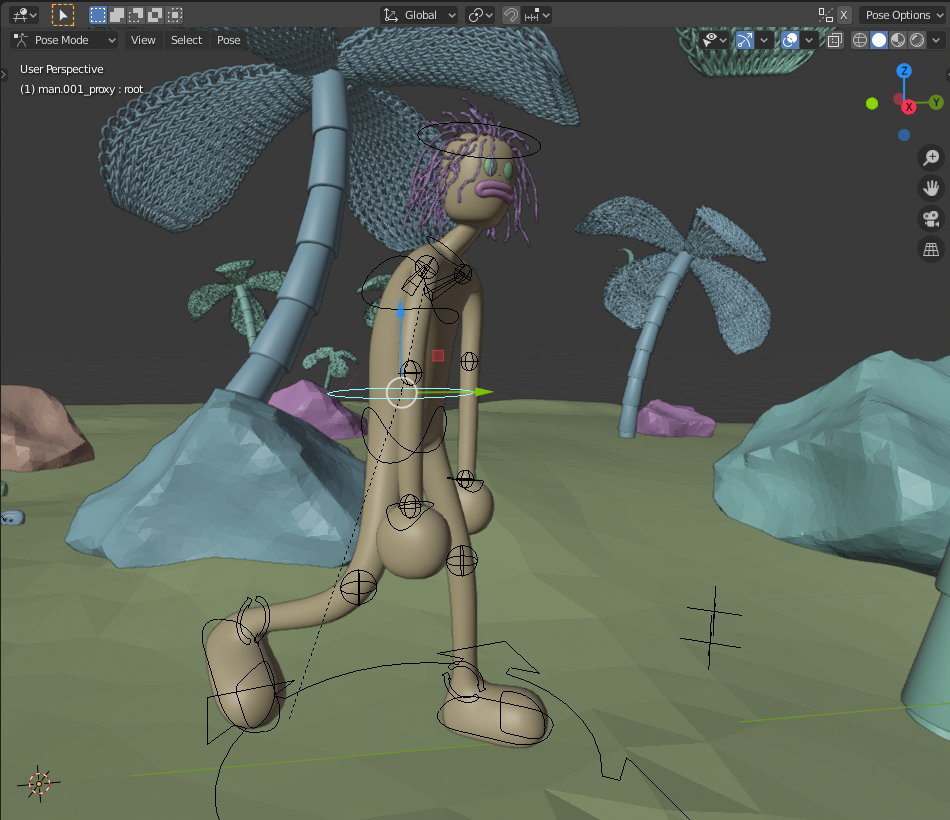 Global
Pose Options
Pose Mode
View
Select
Pose
User Perspective
(1) man.001_proxy : root
Z
Y
X